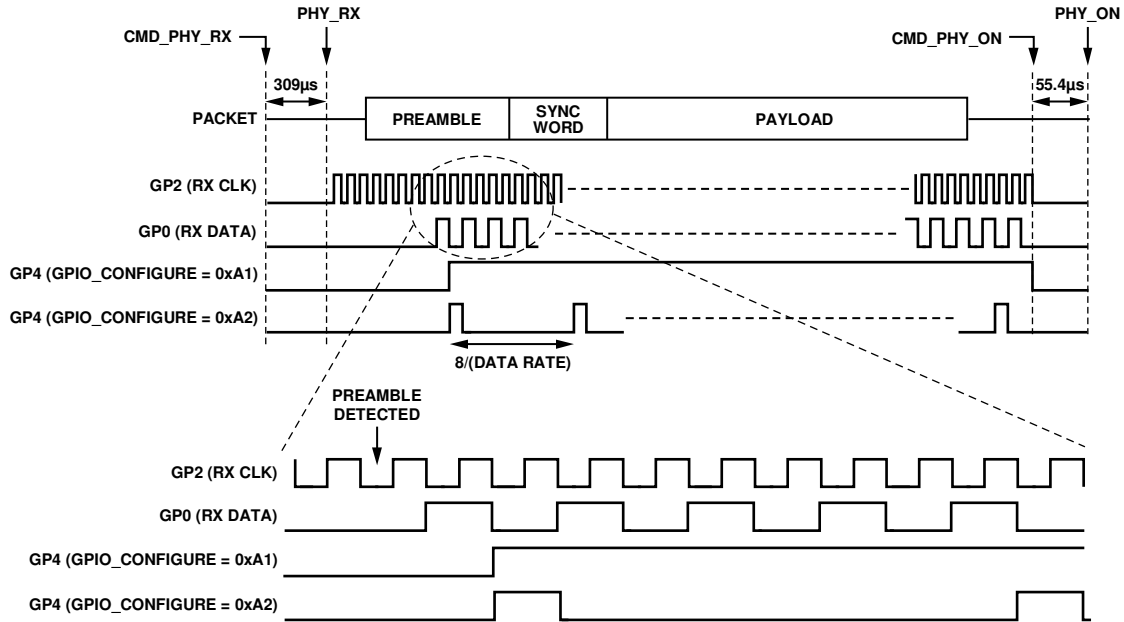 PHY_RX
PHY_ON
CMD_PHY_RX
CMD_PHY_ON
309µs
55.4µs
PACKET
PREAMBLE
SYNC
WORD
PAYLOAD
GP2 (RX CLK)
GP0 (RX DATA)
GP4 (GPIO_CONFIGURE = 0xA1)
GP4 (GPIO_CONFIGURE = 0xA2)
8/(DATA RATE)
PREAMBLE
DETECTED
GP2 (RX CLK)
GP0 (RX DATA)
GP4 (GPIO_CONFIGURE = 0xA1)
GP4 (GPIO_CONFIGURE = 0xA2)